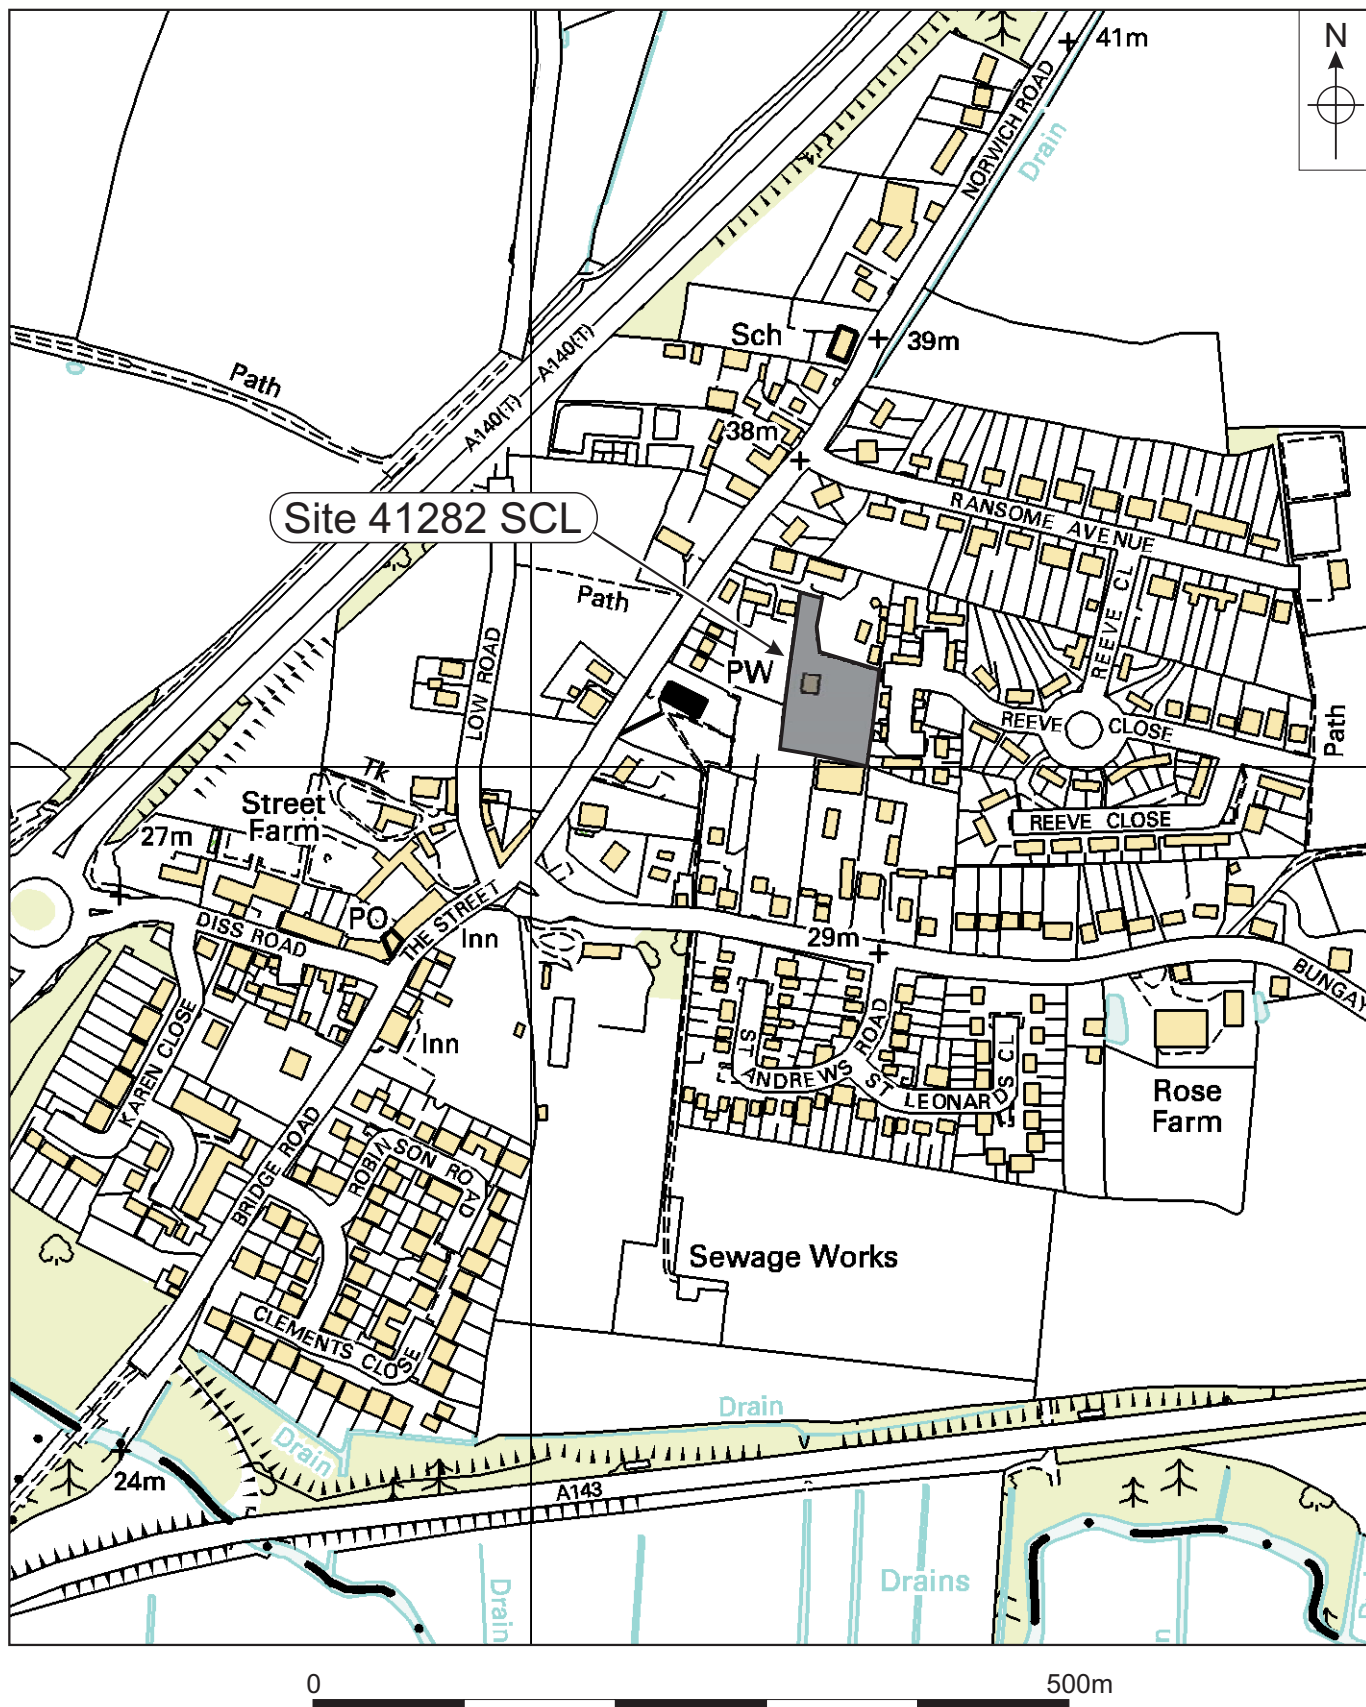 N
41m
NORWICH ROAD
Drain
Sch
39m
A140(T)
Path
A140(T)
38m
Site 41282 SCL
RANSOME AVENUE
REEVE CL
Path
LOW ROAD
PW
REEVE CLOSE
Path
Tk
Street
Farm
27m
REEVE CLOSE
PO
THE STREET
Inn
DISS ROAD
29m
BUNGAY
KAREN CLOSE
Inn
ST ANDREWS ROAD
ST LEONARDS CL
Rose
Farm
BRIDGE ROAD
ROBINSON ROAD
Sewage Works
CLEMENTS CLOSE
Drain
Drain
24m
A143
Drain
Drains
0
500m